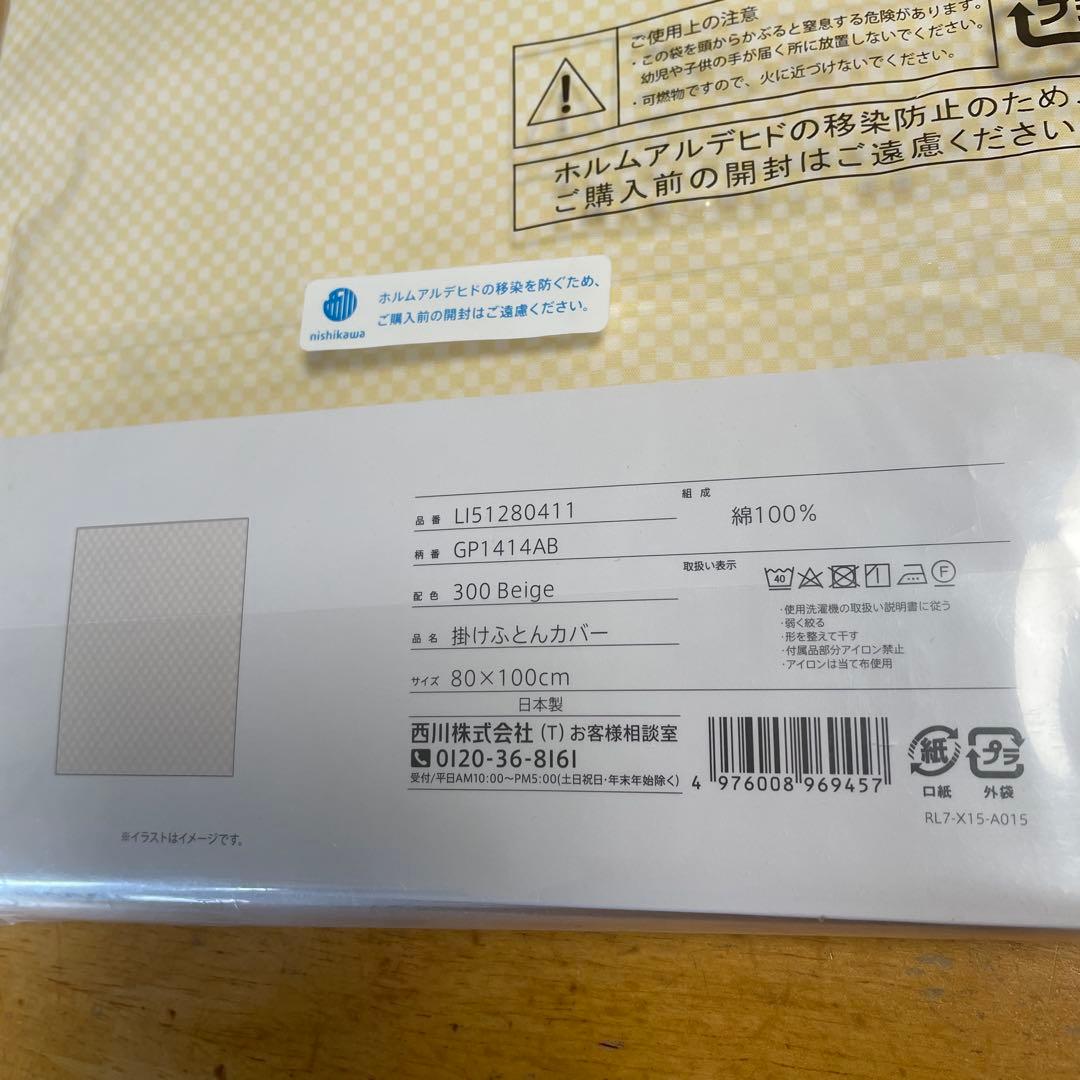 ご使用上の注意
・この袋を頭からかぶると窒息する危険があります。
幼児や子供の手が届く所に放置しないでください。
・可燃物ですので、火に近づけないでください。
プラ
ホルムアルデヒドの移染防止のため、
ご購入前の開封はご遠慮ください
nishikawa
ホルムアルデヒドの移染を防ぐため、
ご購入前の開封はご遠慮ください。
品番 LI51280411
柄番 GP1414AB
配色 300 Beige
品名 掛けふとんカバー
サイズ 80×100cm
日本製
組成
綿100%
取扱い表示
40
F
・使用洗濯機の取扱い説明書に従う
・弱く絞る
・形を整えて干す
・付属品部分アイロン禁止
・アイロンは当て布使用
西川株式会社(T)お客様相談室
0120-36-8161
受付/平日AM10:00〜PM5:00(土日祝日・年末年始除く)
4 976008 969457
紙
口紙
プラ
外袋
RL7-X15-A015
※イラストはイメージです。